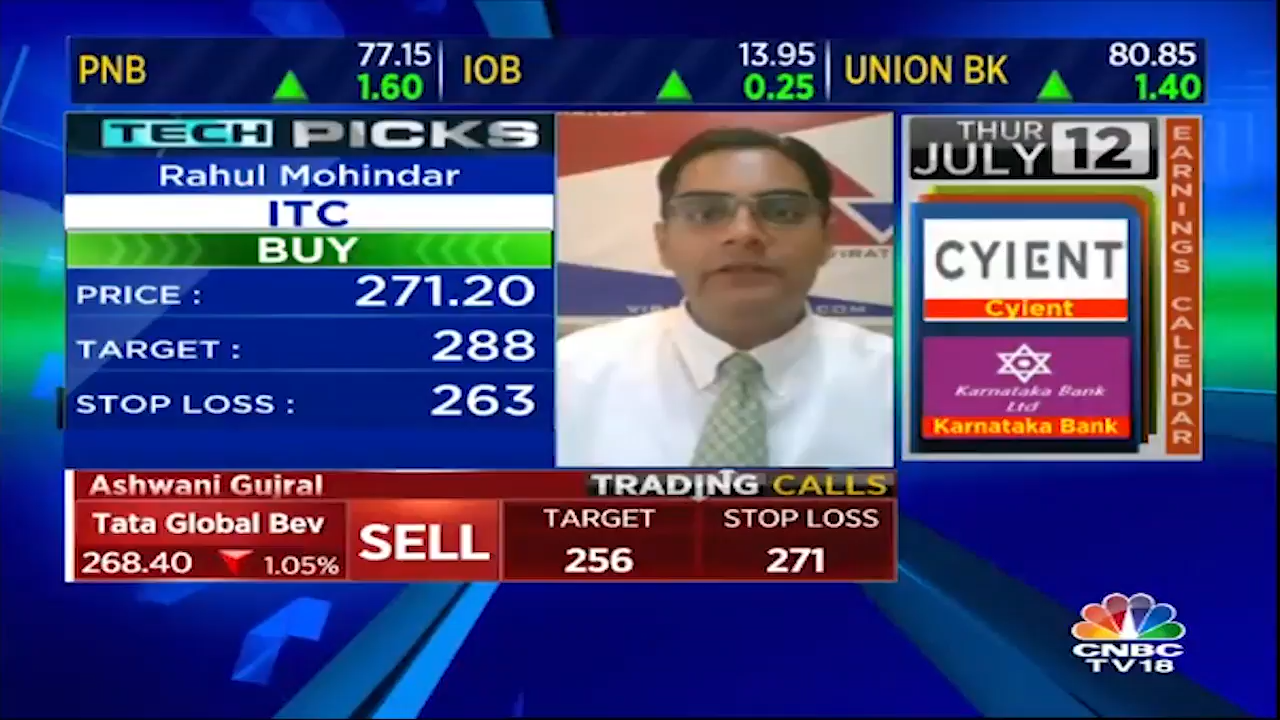 PNB
77.15
1.60
IOB
13.95
0.25
UNION BK
80.85
1.40
TECH PICKS
Rahul Mohindar
ITC
BUY
PRICE : 271.20
TARGET : 288
STOP LOSS : 263
THUR
JULY 12
EARNINGS CALENDAR
CYIENT
Cyient
Karnataka Bank
Ltd
Karnataka Bank
Ashwani Gujral
TRADING CALLS
Tata Global Bev
268.40 1.05%
SELL
TARGET
256
STOP LOSS
271
CNBC
TV18